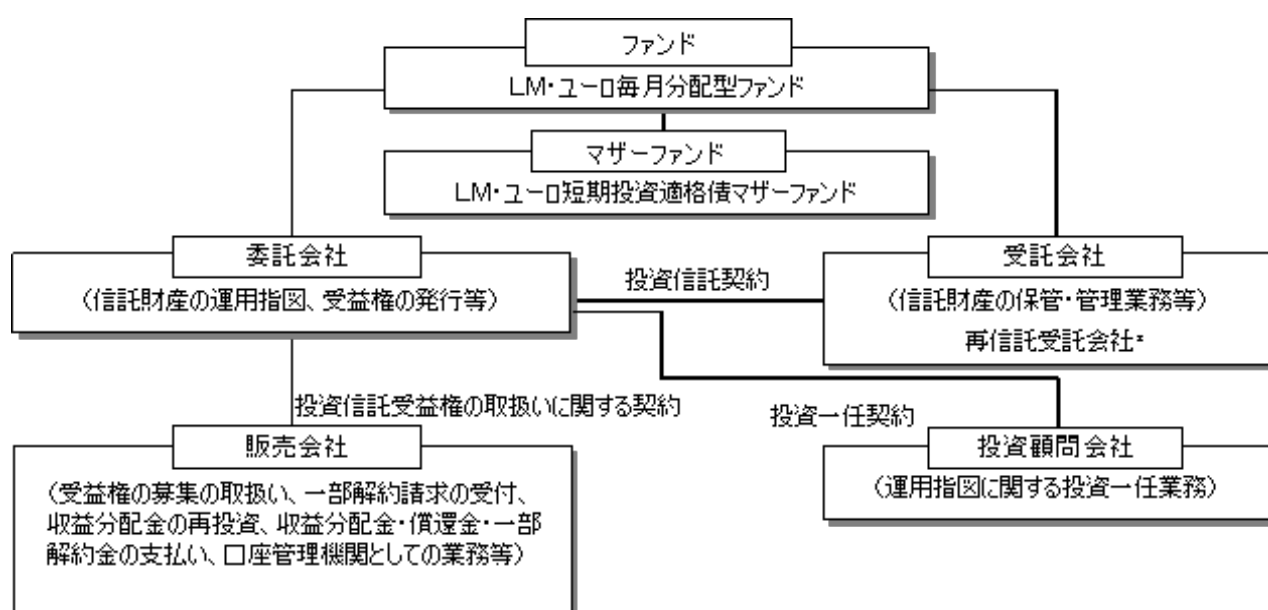 ファンド
LM・ユーロ毎月分配型ファンド
マザーファンド
LM・ユーロ短期投資適格債マザーファンド
委託会社
（信託財産の運用指図、受益権の発行等）
投資信託契約
受託会社
（信託財産の保管・管理業務等）
再信託受託会社*
投資信託受益権の取扱いに関する契約
投資一任契約
販売会社
（受益権の募集の取扱い、一部解約請求の受付、
収益分配金の再投資、収益分配金・償還金・一部
解約金の支払い、口座管理機関としての業務等）
投資顧問会社
（運用指図に関する投資一任業務）